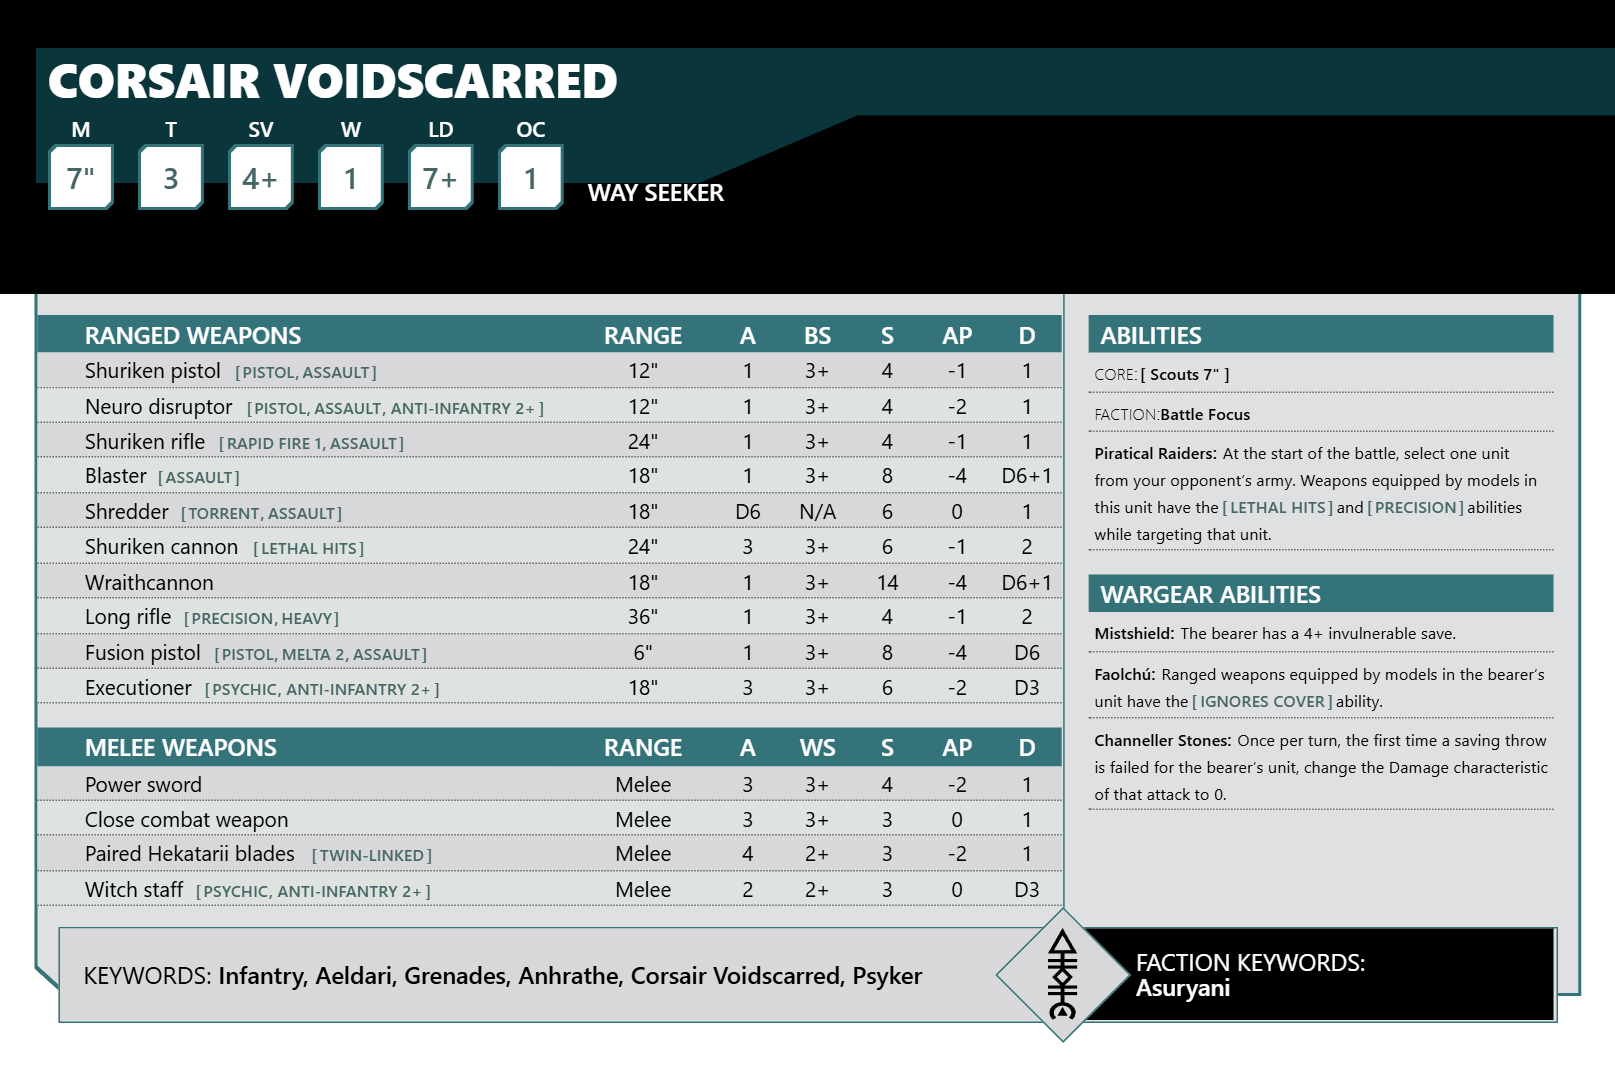 CORSAIR VOIDSCARRED
M T SV W LD OC
7" 3 4+ 1 7+ 1 WAY SEEKER
RANGED WEAPONS RANGE A BS S AP D
Shuriken pistol [PISTOL, ASSAULT] 12" 1 3+ 4 -1 1
Neuro disruptor [PISTOL, ASSAULT, ANTI-INFANTRY 2+] 12" 1 3+ 4 -2 1
Shuriken rifle [RAPID FIRE 1, ASSAULT] 24" 1 3+ 4 -1 1
Blaster [ASSAULT] 18" 1 3+ 8 -4 D6+1
Shredder [TORRENT, ASSAULT] 18" D6 N/A 6 0 1
Shuriken cannon [LETHAL HITS] 24" 3 3+ 6 -1 2
Wraithcannon 18" 1 3+ 14 -4 D6+1
Long rifle [PRECISION, HEAVY] 36" 1 3+ 4 -1 2
Fusion pistol [PISTOL, MELTA 2, ASSAULT] 6" 1 3+ 8 -4 D6
Executioner [PSYCHIC, ANTI-INFANTRY 2+] 18" 3 3+ 6 -2 D3
MELEE WEAPONS RANGE A WS S AP D
Power sword Melee 3 3+ 4 -2 1
Close combat weapon Melee 3 3+ 3 0 1
Paired Hekatarii blades [TWIN-LINKED] Melee 4 2+ 3 -2 1
Witch staff [PSYCHIC, ANTI-INFANTRY 2+] Melee 2 2+ 3 0 D3
ABILITIES
CORE: [ Scouts 7" ]
FACTION:Battle Focus
Piratical Raiders: At the start of the battle, select one unit
from your opponent's army. Weapons equipped by models in
this unit have the [LETHAL HITS] and [PRECISION] abilities
while targeting that unit.
WARGEAR ABILITIES
Mistshield: The bearer has a 4+ invulnerable save.
Faolchú: Ranged weapons equipped by models in the bearer's
unit have the [IGNORES COVER] ability.
Channeller Stones: Once per turn, the first time a saving throw
is failed for the bearer's unit, change the Damage characteristic
of that attack to 0.
KEYWORDS: Infantry, Aeldari, Grenades, Anhrathe, Corsair Voidscarred, Psyker
FACTION KEYWORDS:
Asuryani